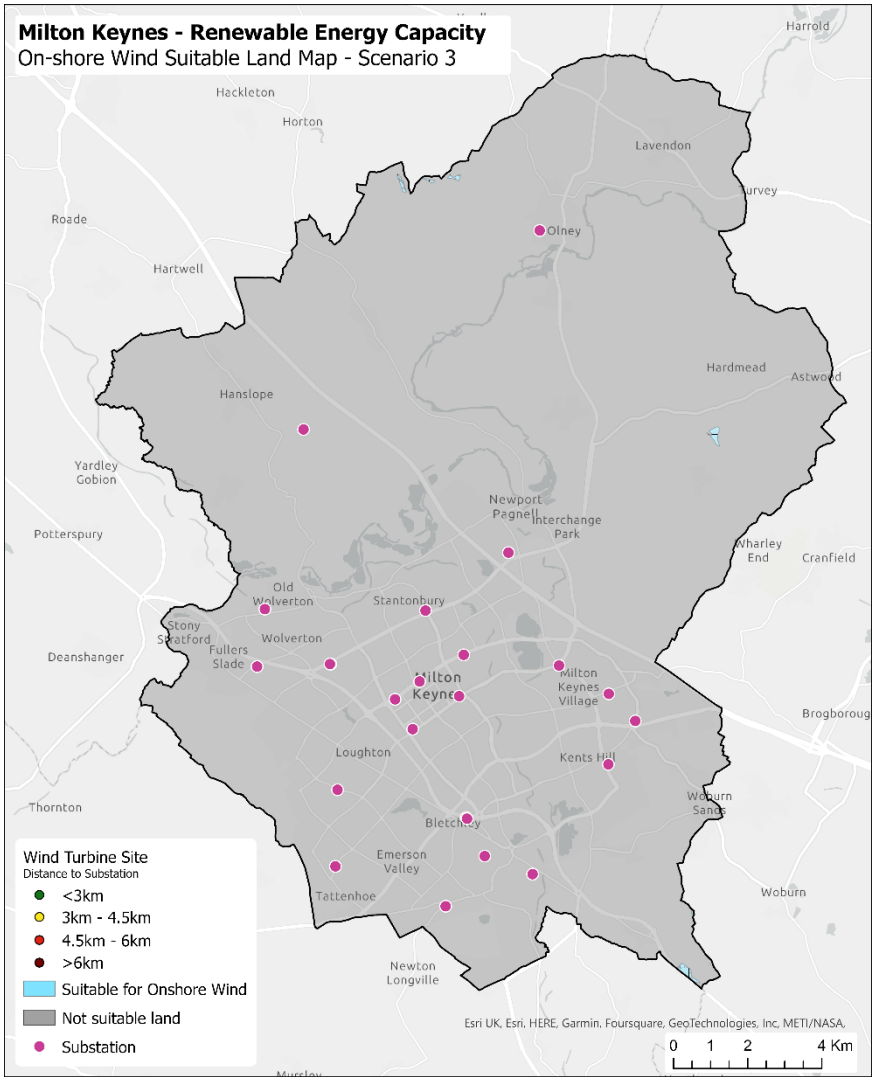 Milton Keynes - Renewable Energy Capacity
On-shore Wind Suitable Land Map - Scenario 3
Harrold
Hackleton
Horton
Lavendon
Turvey
Roade
Olney
Hartwell
Hardmead
Astwood
Hanslope
Yardley
Gobion
Newport
Pagnell
Interchange
Park
Potterspury
Wharley
End
Cranfield
Old
Wolverton
Stantonbury
Stony
Stratford
Wolverton
Fullers
Slade
Deanshanger
Milton
Keynes
Milton
Keynes
Village
Brogboroug
Loughton
Kents Hill
Thornton
Woburn
Sands
Bletchley
Emerson
Valley
Tattenhoe
Woburn
Newton
Longville
Wind Turbine Site
Distance to Substation
<3km
3km - 4.5km
4.5km - 6km
>6km
Suitable for Onshore Wind
Not suitable land
Substation
Esri UK, Esri, HERE, Garmin, Foursquare, GeoTechnologies, Inc, METI/NASA,
0 1 2 4 Km
Mursley